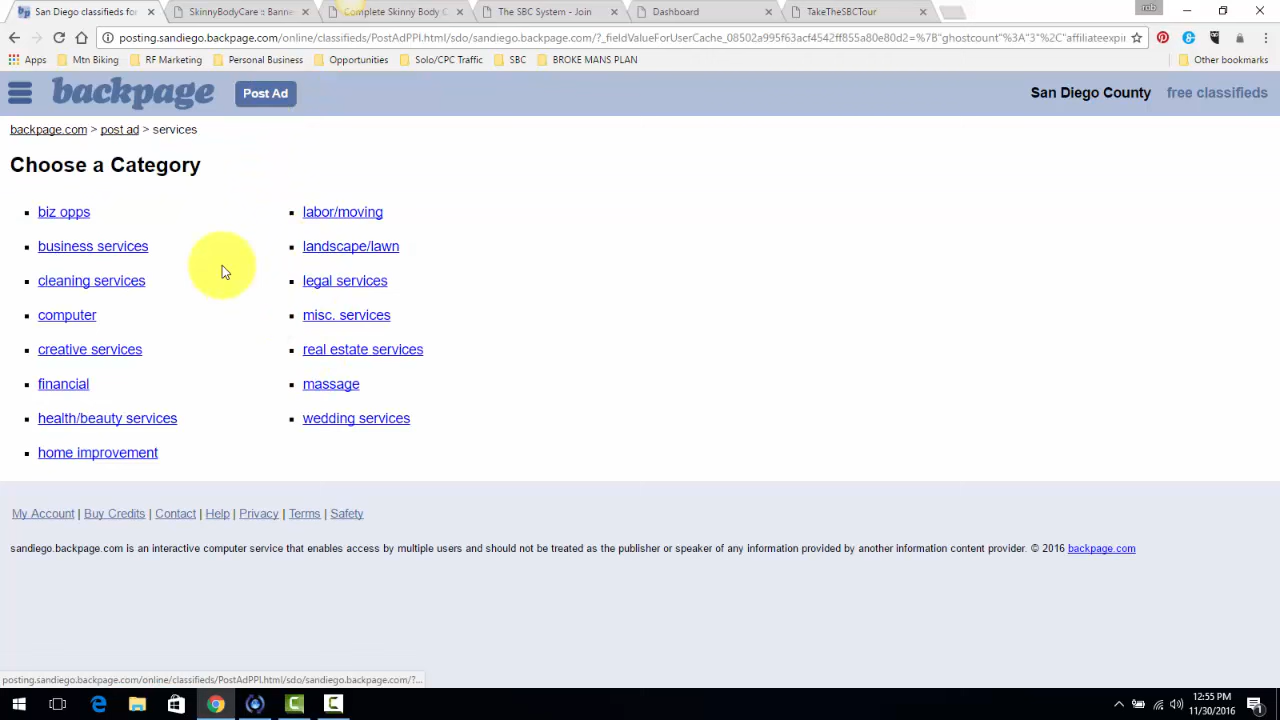 San Diego classifieds for
SkinnyBodyCare :: Banner
Complete Skinny Body C
The SBC System - Join
Dashboard
TakeTheSBCTour
rob
posting.sandiego.backpage.com/online/classifieds/PostAdPPI.html/sdo/sandiego.backpage.com/?_fieldValueForUserCache_08502a995f63acf4542ff855a80e80d2=%7B"ghostcount"%3A"3"%2C"affiliateexpir
Apps
Mtn Biking
RF Marketing
Personal Business
Opportunities
Solo/CPC Traffic
SBC
BROKE MANS PLAN
Other bookmarks
backpage
Post Ad
San Diego County free classifieds
backpage.com > post ad > services
Choose a Category
biz opps
business services
cleaning services
computer
creative services
financial
health/beauty services
home improvement
labor/moving
landscape/lawn
legal services
misc. services
real estate services
massage
wedding services
My Account | Buy Credits | Contact | Help | Privacy | Terms | Safety
sandiego.backpage.com is an interactive computer service that enables access by multiple users and should not be treated as the publisher or speaker of any information provided by another information content provider. © 2016 backpage.com
posting.sandiego.backpage.com/online/classifieds/PostAdPPI.html/sdo/sandiego.backpage.com/?...
12:55 PM
11/30/2016